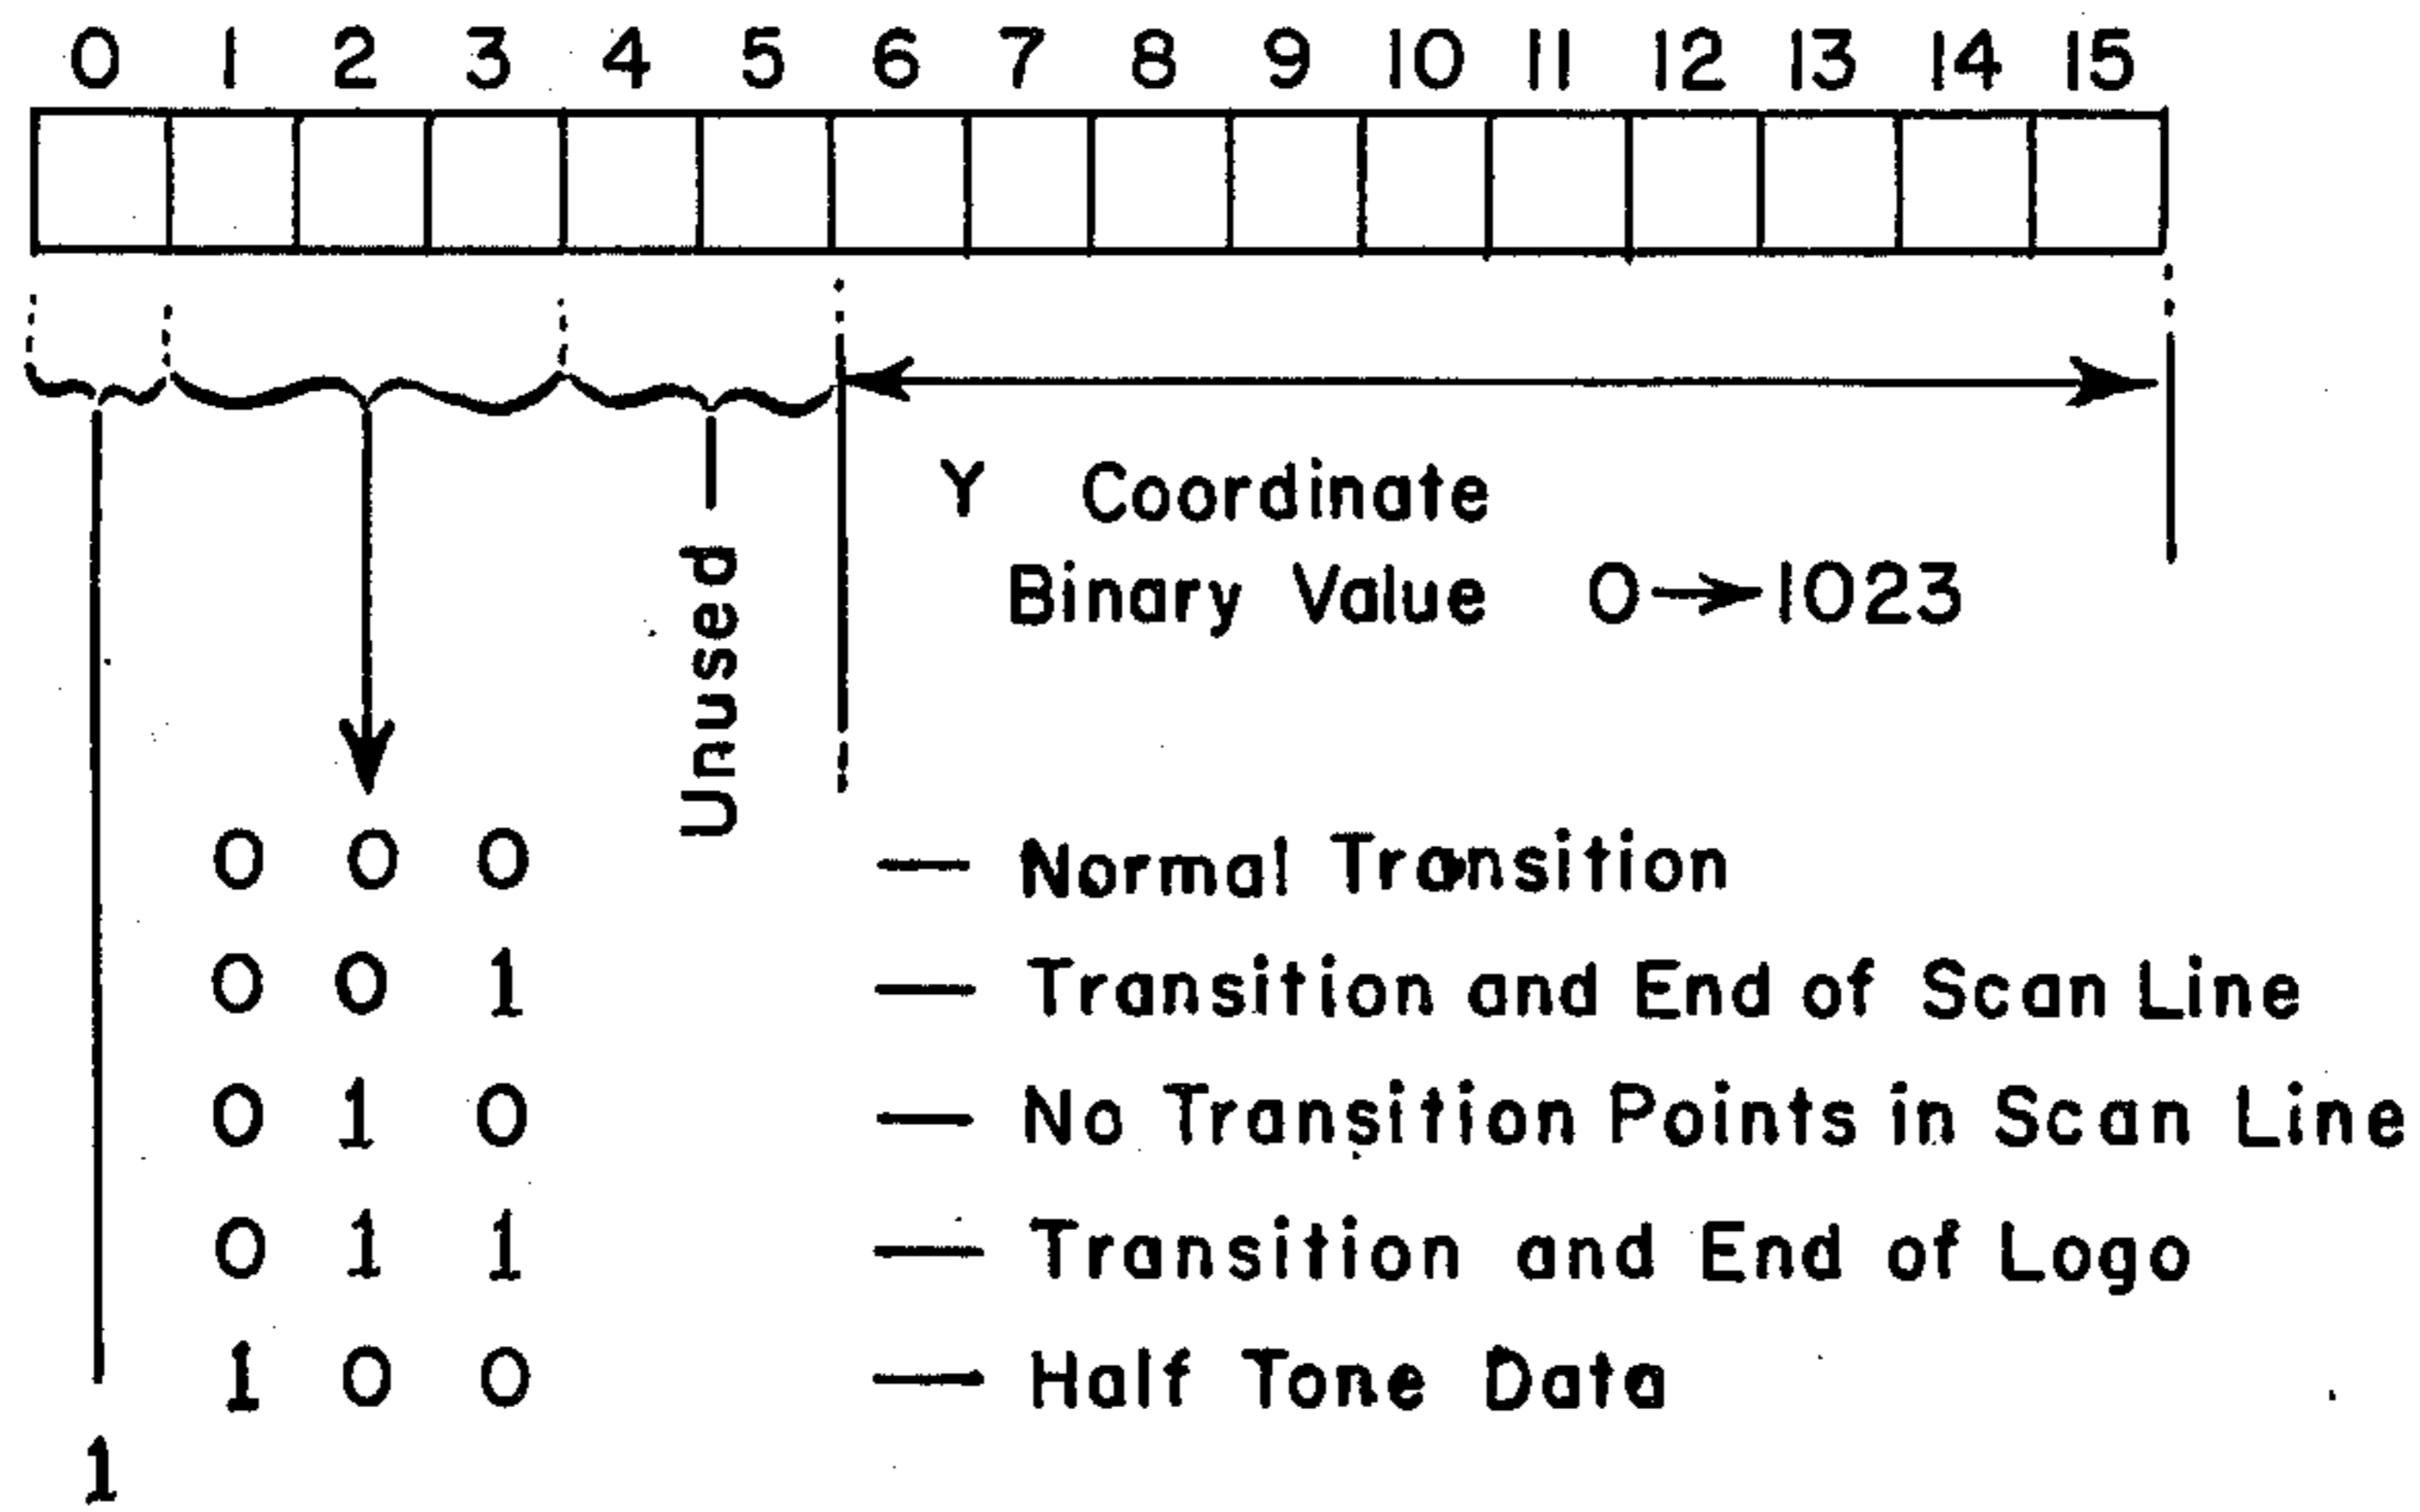 0 1 2 3 4 5 6 7 8 9 10 11 12 13 14 15
Y Coordinate
Binary Value 0→1023
Unused
0 0 0 — Normal Transition
0 0 1 — Transition and End of Scan Line
0 1 0 — No Transition Points in Scan Line
0 1 1 — Transition and End of Logo
1 0 0 — Half Tone Data
1